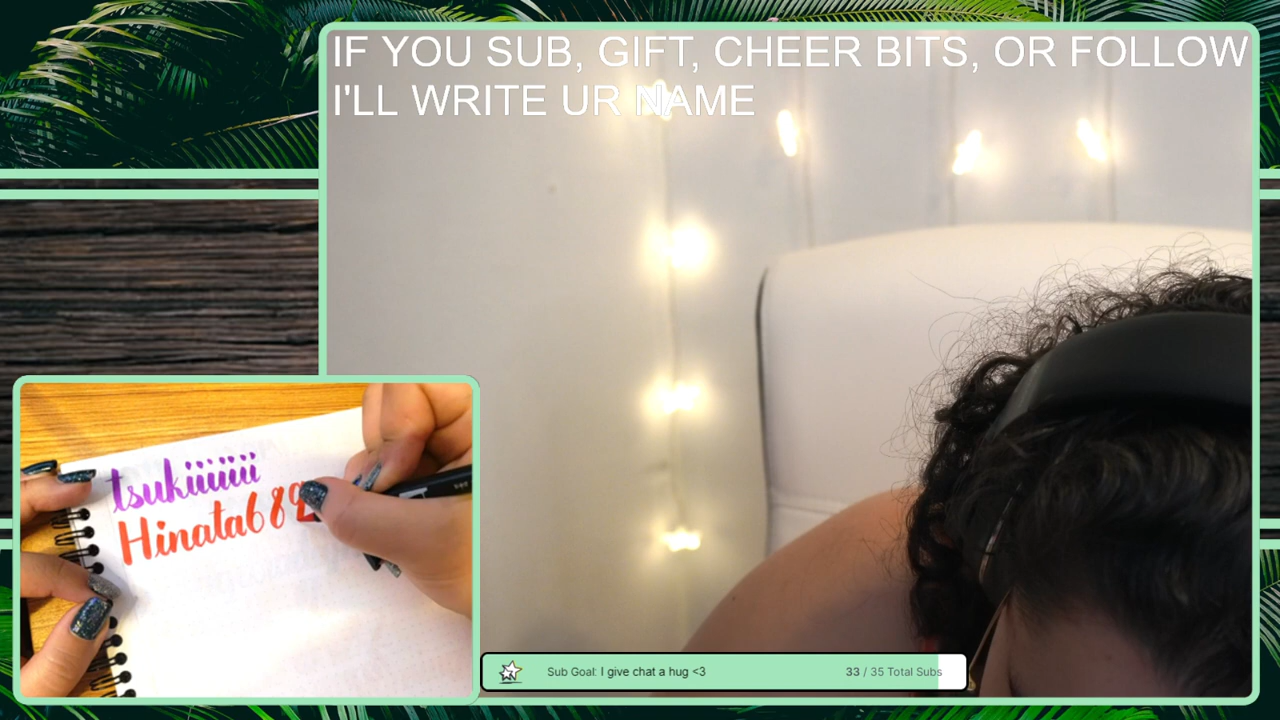 IF YOU SUB, GIFT, CHEER BITS, OR FOLLOW
I'LL WRITE UR NAME
tsukiiiiiii
Hinata682
Sub Goal: I give chat a hug <3
33 / 35 Total Subs